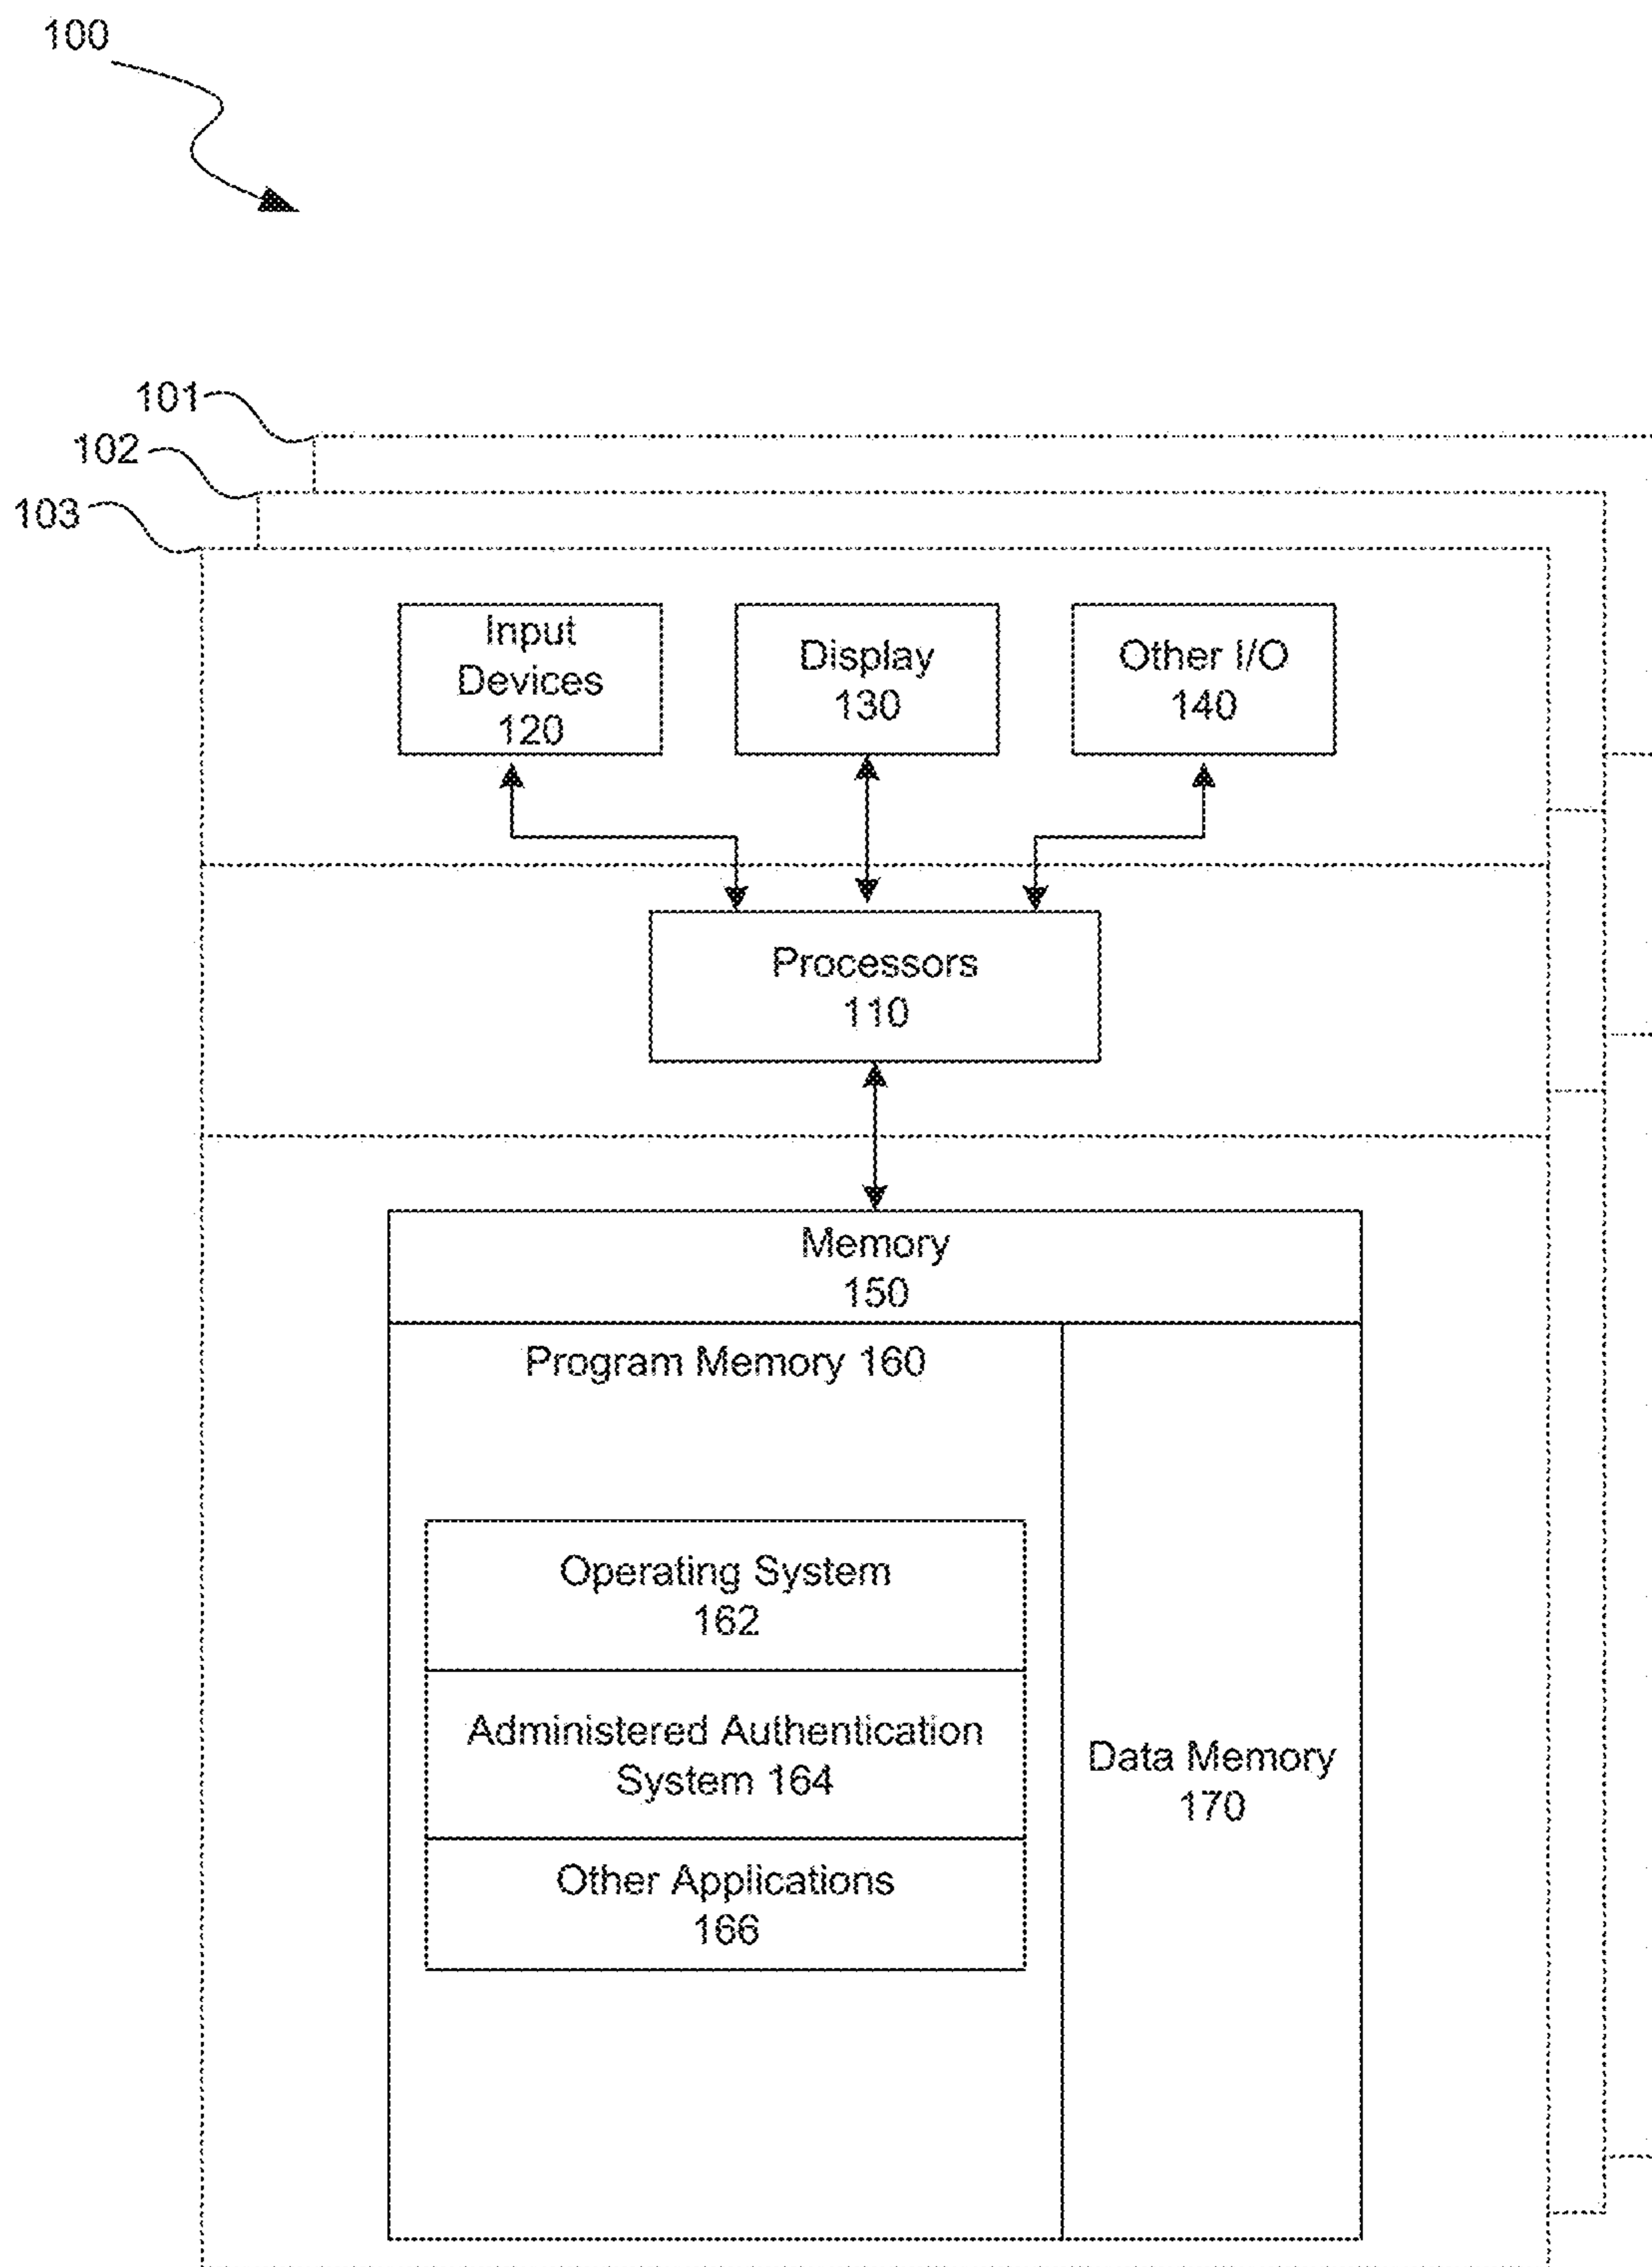 100
101
102
103
Input
Devices
120
Display
130
Other I/O
140
Processors
110
Memory
150
Program Memory 160
Operating System
162
Administered Authentication
System 164
Other Applications
166
Data Memory
170